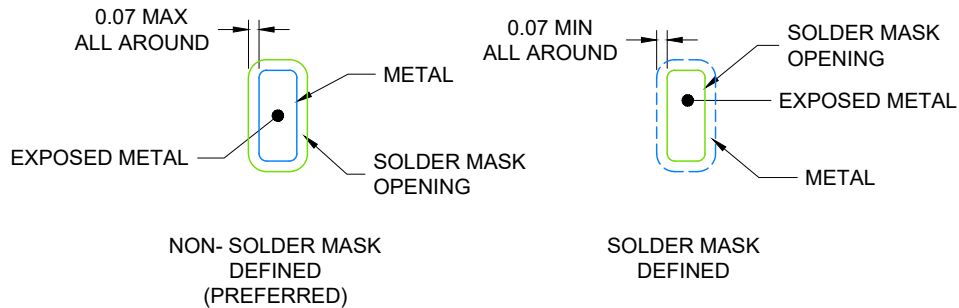 0.07 MAX
ALL AROUND
METAL
EXPOSED METAL
SOLDER MASK
OPENING
NON- SOLDER MASK
DEFINED
(PREFERRED)
0.07 MIN
ALL AROUND
SOLDER MASK
OPENING
EXPOSED METAL
METAL
SOLDER MASK
DEFINED